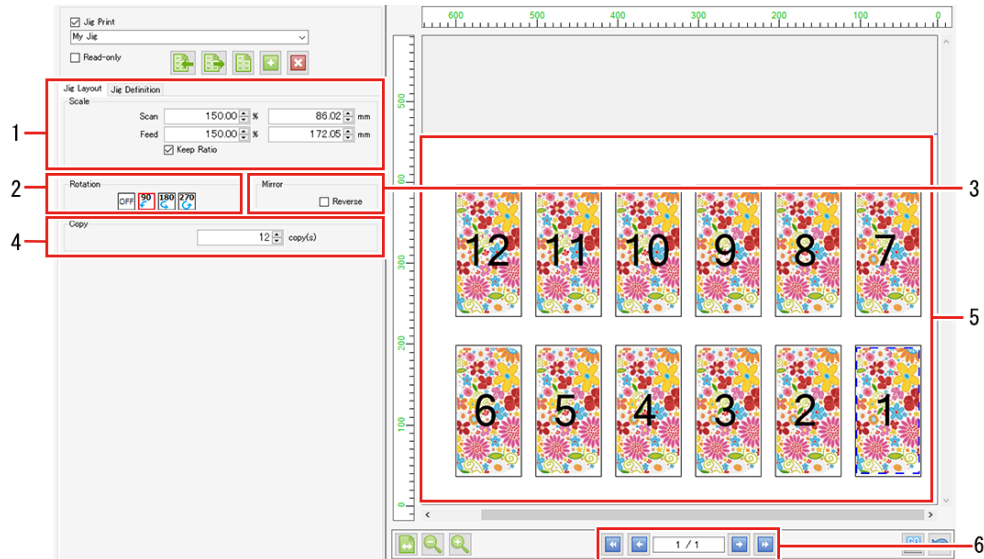 Jig Print
My Jig
Read-only
Jig Layout Jig Definition
Scale
Scan 150.00 % 86.02 mm
Feed 150.00 % 172.05 mm
Keep Ratio
Rotation
OFF 90 180 270
Mirror
Reverse
Copy
12 copy(s)
1
2
3
4
5
6
600 500 400 300 200 100 0
500
300
200
100
0
12 11 10 9 8 7
6 5 4 3 2 1
1 / 1